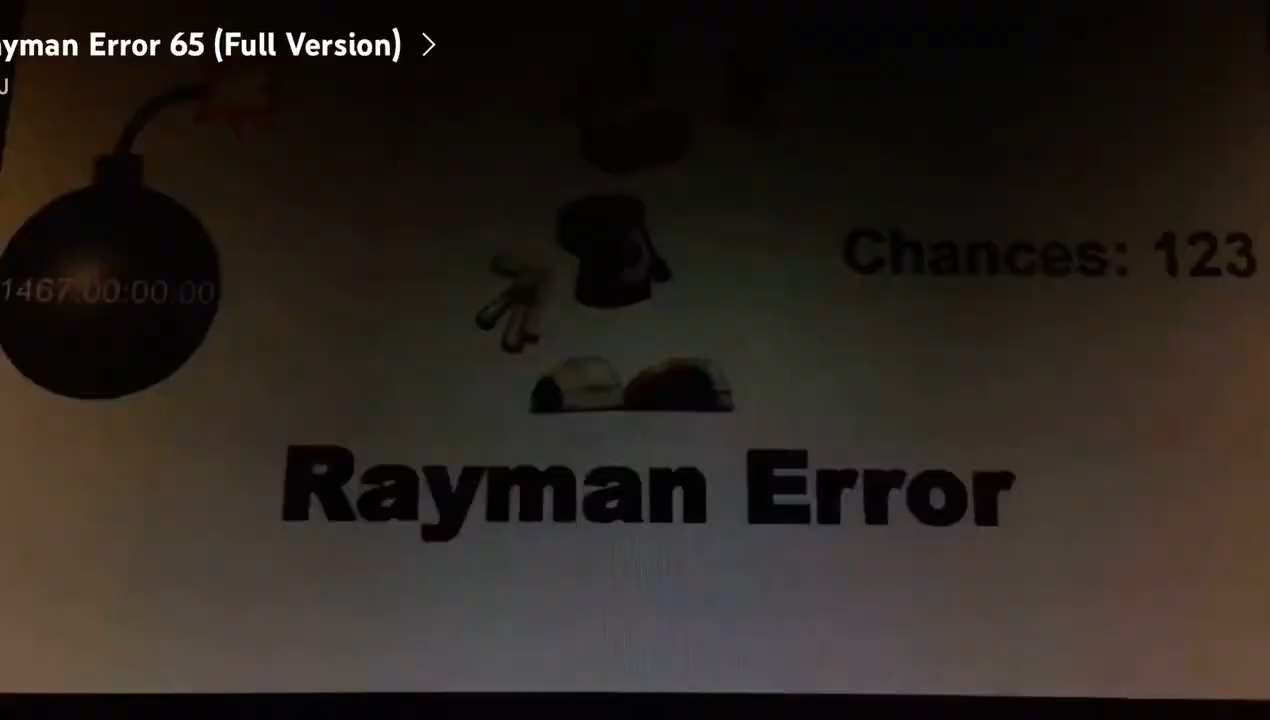 ayman Error 65 (Full Version)
J
1467:00:00:00
Chances: 123
Rayman Error